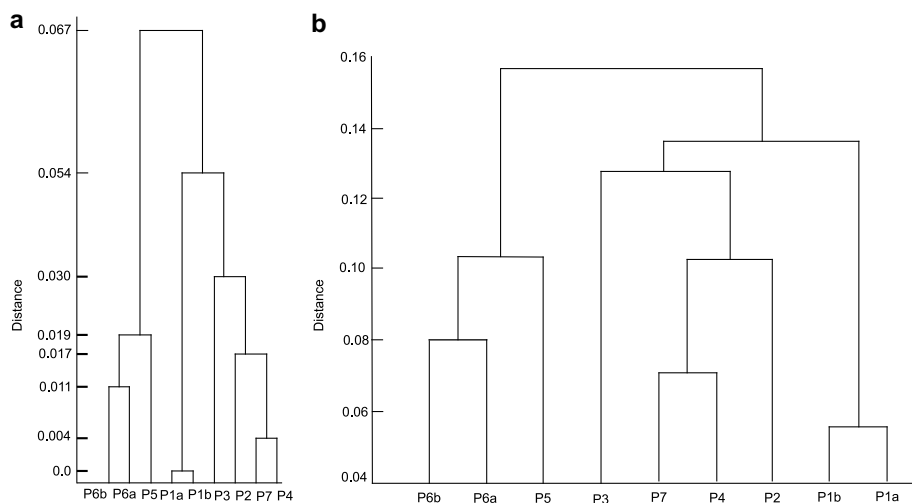 a
0.067
0.054
0.030
0.019
0.017
0.011
0.004
0.0
Distance
P6b P6a P5 P1a P1b P3 P2 P7 P4
b
0.16
0.14
0.12
0.10
0.08
0.06
0.04
Distance
P6b P6a P5 P3 P7 P4 P2 P1b P1a